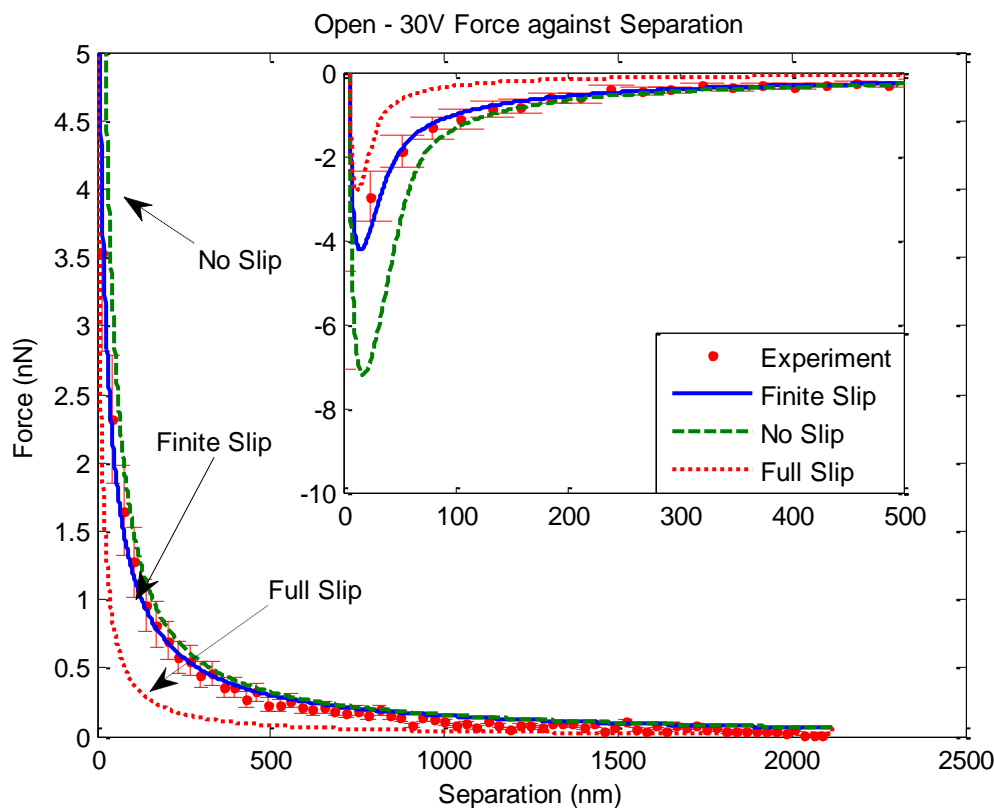 Open - 30V Force against Separation
Force (nN)
5
4.5
4
3.5
3
2.5
2
1.5
1
0.5
0
No Slip
Finite Slip
Full Slip
0
-2
-4
-6
-8
-10
0 100 200 300 400 500
Experiment
Finite Slip
No Slip
Full Slip
0 500 1000 1500 2000 2500
Separation (nm)